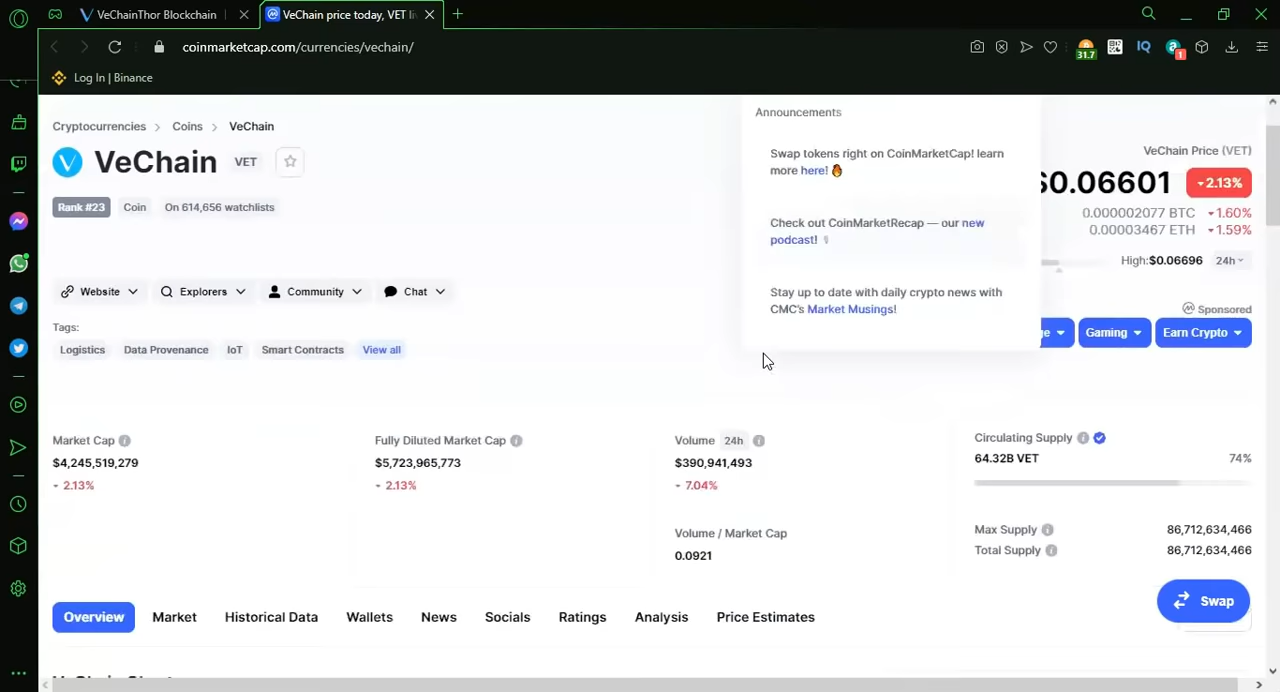 VeChainThor Blockchain
VeChain price today, VET li
coinmarketcap.com/currencies/vechain/
31.7
IQ
1
Log In | Binance
Cryptocurrencies > Coins > VeChain
VeChain VET
Rank #23 Coin On 614,656 watchlists
Website Explorers Community Chat
Tags:
Logistics Data Provenance IoT Smart Contracts View all
Announcements
Swap tokens right on CoinMarketCap! learn
more here!
Check out CoinMarketRecap — our new
podcast!
Stay up to date with daily crypto news with
CMC's Market Musings!
VeChain Price (VET)
$0.06601 2.13%
0.000002077 BTC 1.60%
0.00003467 ETH 1.59%
High:$0.06696 24h
Sponsored
Gaming Earn Crypto
Market Cap
$4,245,519,279
2.13%
Fully Diluted Market Cap
$5,723,965,773
2.13%
Volume 24h
$390,941,493
7.04%
Volume / Market Cap
0.0921
Circulating Supply
64.32B VET 74%
Max Supply 86,712,634,466
Total Supply 86,712,634,466
Swap
Overview Market Historical Data Wallets News Socials Ratings Analysis Price Estimates